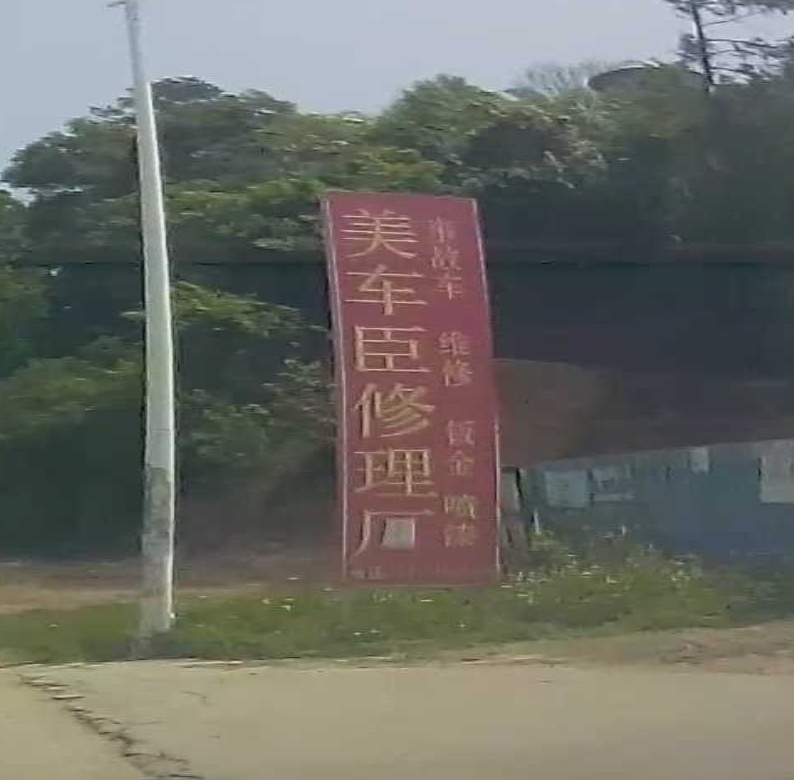 美车臣修理厂
事故车 维修 钣金 喷漆